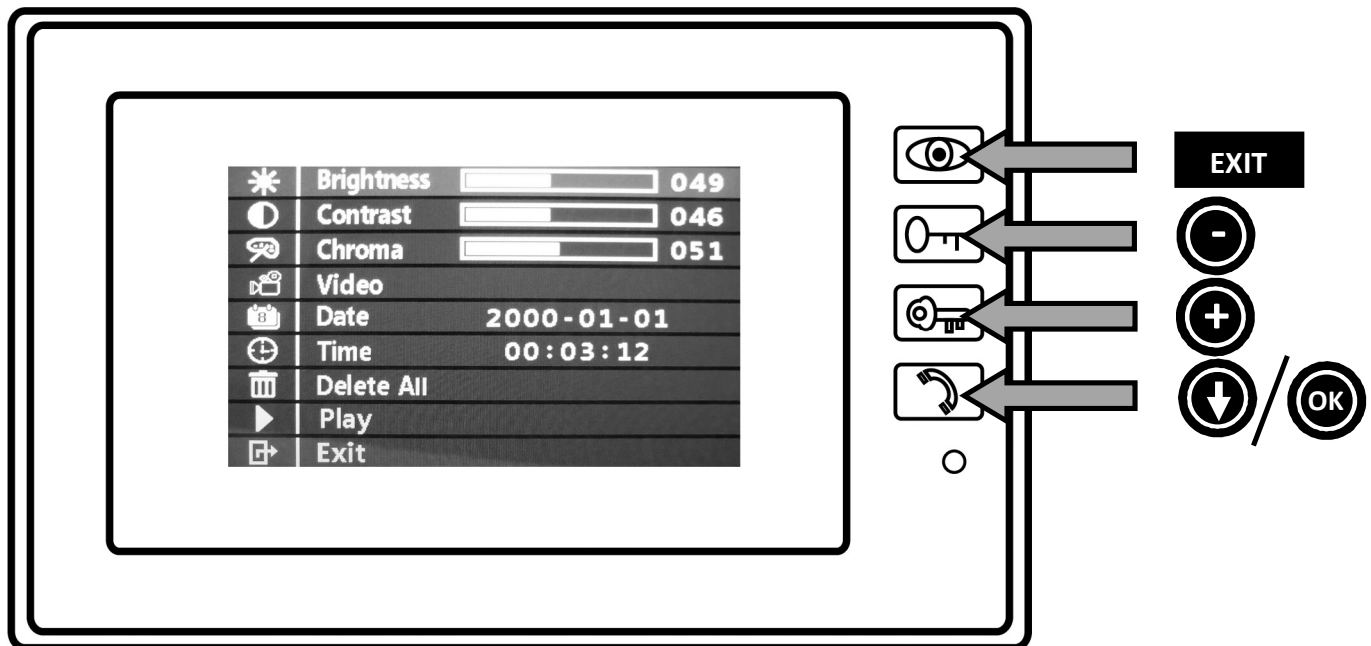 Brightness 049
Contrast 046
Chroma 051
Video
8
Date 2000-01-01
Time 00:03:12
Delete All
Play
Exit
EXIT
-
+
/ OK